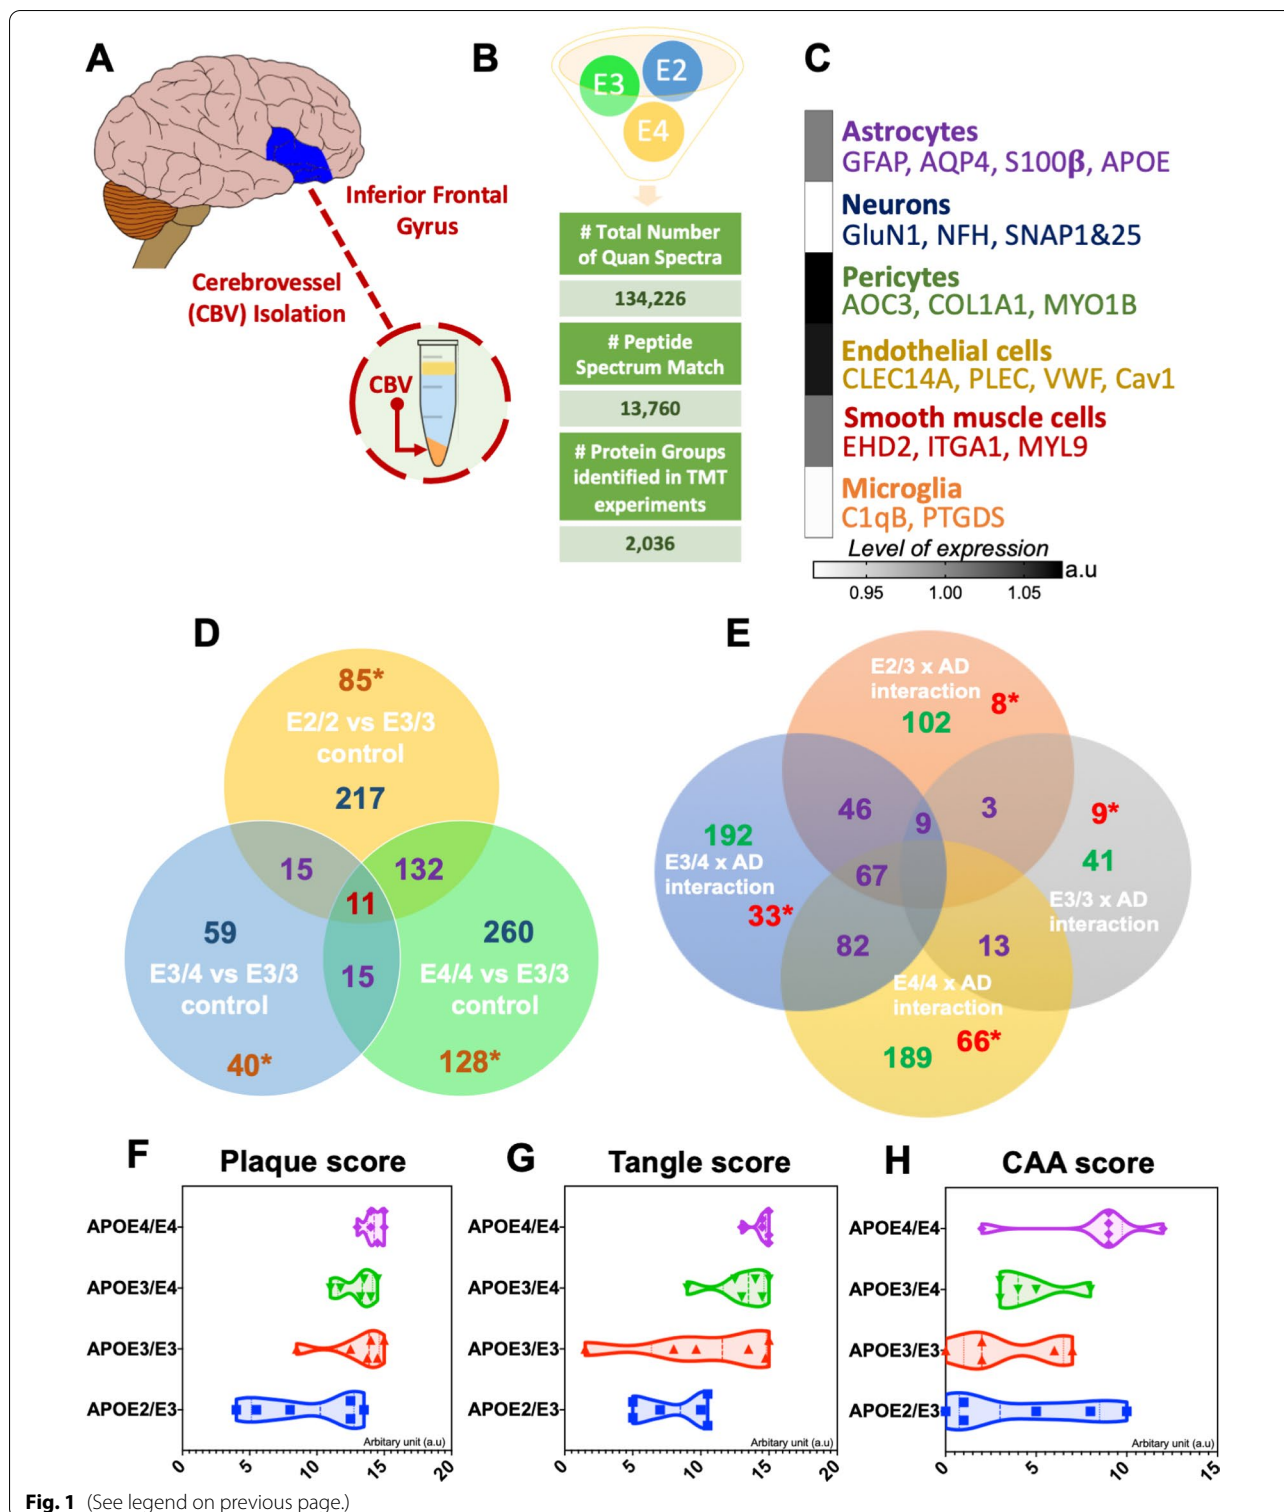 A
Inferior Frontal
Gyrus
Cerebrovessel
(CBV) Isolation
CBV
B
E3
E2
E4
# Total Number
of Quan Spectra
134,226
# Peptide
Spectrum Match
13,760
# Protein Groups
identified in TMT
experiments
2,036
C
Astrocytes
GFAP, AQP4, S100β, APOE
Neurons
GluN1, NFH, SNAP1&25
Pericytes
AOC3, COL1A1, MYO1B
Endothelial cells
CLEC14A, PLEC, VWF, Cav1
Smooth muscle cells
EHD2, ITGA1, MYL9
Microglia
C1qB, PTGDS
Level of expression
a.u
0.95 1.00 1.05
D
85*
E2/2 vs E3/3
control
217
15
132
11
59
E3/4 vs E3/3
control
40*
15
260
E4/4 vs E3/3
control
128*
E
E2/3 x AD
interaction
8*
102
46
9
3
192
E3/4 x AD
interaction
33*
67
9*
41
E3/3 x AD
interaction
82
13
E4/4 x AD
interaction
66*
189
F
Plaque score
APOE4/E4
APOE3/E4
APOE3/E3
APOE2/E3
Arbitary unit (a.u)
0 5 10 15 20
G
Tangle score
APOE4/E4
APOE3/E4
APOE3/E3
APOE2/E3
Arbitary unit (a.u)
0 5 10 15 20
H
CAA score
APOE4/E4
APOE3/E4
APOE3/E3
APOE2/E3
Arbitary unit (a.u)
0 5 10 15
Fig. 1 (See legend on previous page.)